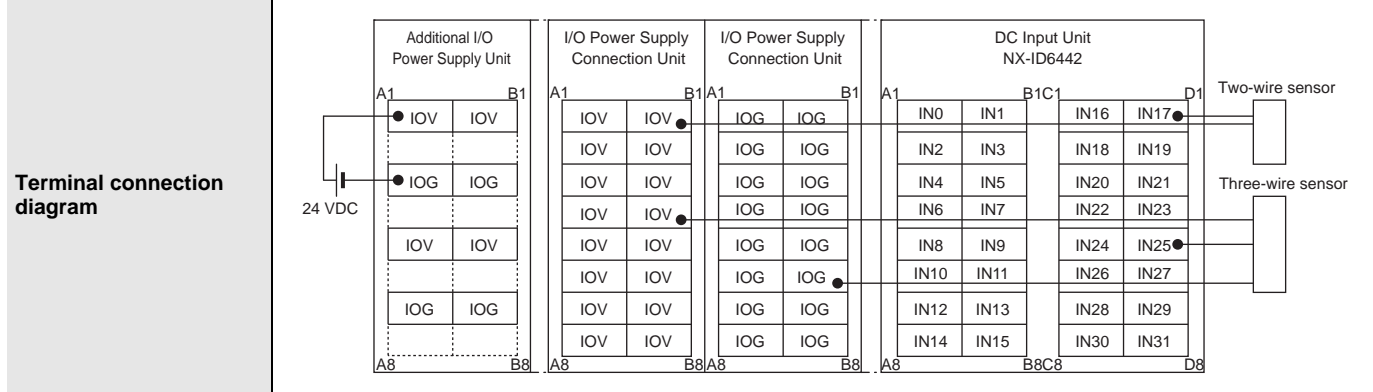 Terminal connection
diagram
Additional I/O
Power Supply Unit
I/O Power Supply
Connection Unit
I/O Power Supply
Connection Unit
DC Input Unit
NX-ID6442
Two-wire sensor
A1 B1 A1 B1 A1 B1 A1 B1 C1 D1
IOV IOV IOV IOV IOG IOG IN0 IN1 IN16 IN17
IOV IOV IOG IOG IN2 IN3 IN18 IN19
IOG IOG IOV IOV IOG IOG IN4 IN5 IN20 IN21 Three-wire sensor
24 VDC IOV IOV IOG IOG IN6 IN7 IN22 IN23
IOV IOV IOV IOV IOG IOG IN8 IN9 IN24 IN25
IOV IOV IOG IOG IN10 IN11 IN26 IN27
IOG IOG IOV IOV IOG IOG IN12 IN13 IN28 IN29
IOV IOV IOG IOG IN14 IN15 IN30 IN31
A8 B8 A8 B8 A8 B8 A8 B8 C8 D8